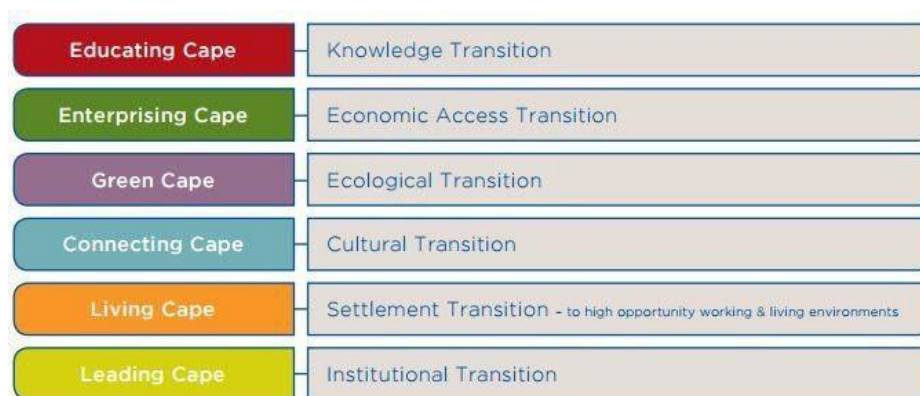 Educating Cape Knowledge Transition
Enterprising Cape Economic Access Transition
Green Cape Ecological Transition
Connecting Cape Cultural Transition
Living Cape Settlement Transition - to high opportunity working & living environments
Leading Cape Institutional Transition